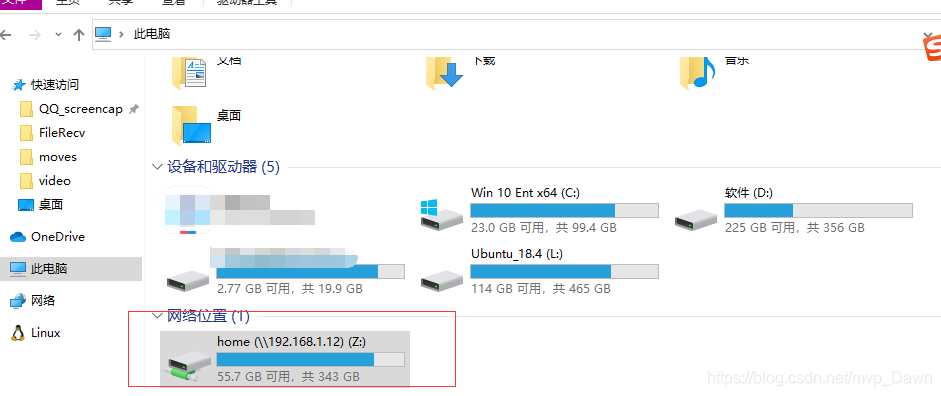 文件 主页 共享 查看 驱动器工具
此电脑
文档 下载 音乐
快速访问
QQ_screencap
桌面
FileRecv
moves
设备和驱动器 (5)
video
Win 10 Ent x64 (C:) 软件 (D:)
桌面
23.0 GB 可用，共 99.4 GB 225 GB 可用，共 356 GB
OneDrive
Ubuntu_18.4 (L:)
此电脑
2.77 GB 可用，共 19.9 GB 114 GB 可用，共 465 GB
网络
网络位置 (1)
Linux
home (\\192.168.1.12) (Z:)
55.7 GB 可用，共 343 GB
https://blog.csdn.net/mvp_Dawn